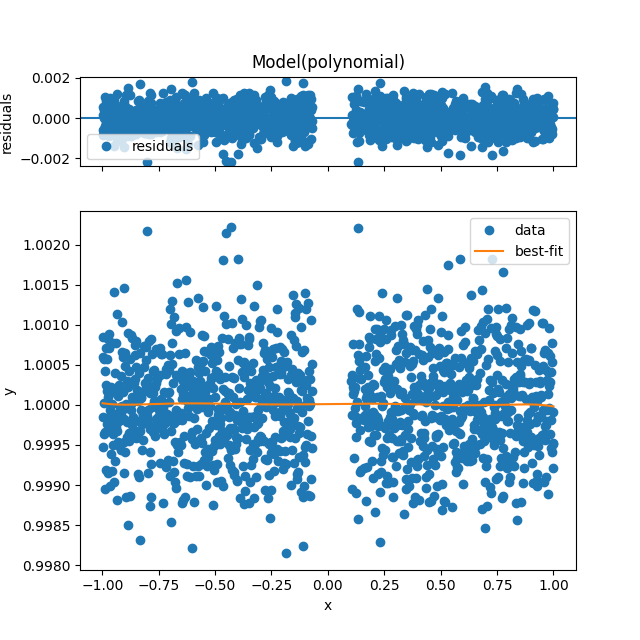 Model(polynomial)
0.002
0.000
−0.002
residuals
residuals
data
best-fit
1.0020
1.0015
1.0010
1.0005
1.0000
0.9995
0.9990
0.9985
0.9980
y
−1.00 −0.75 −0.50 −0.25 0.00 0.25 0.50 0.75 1.00
x